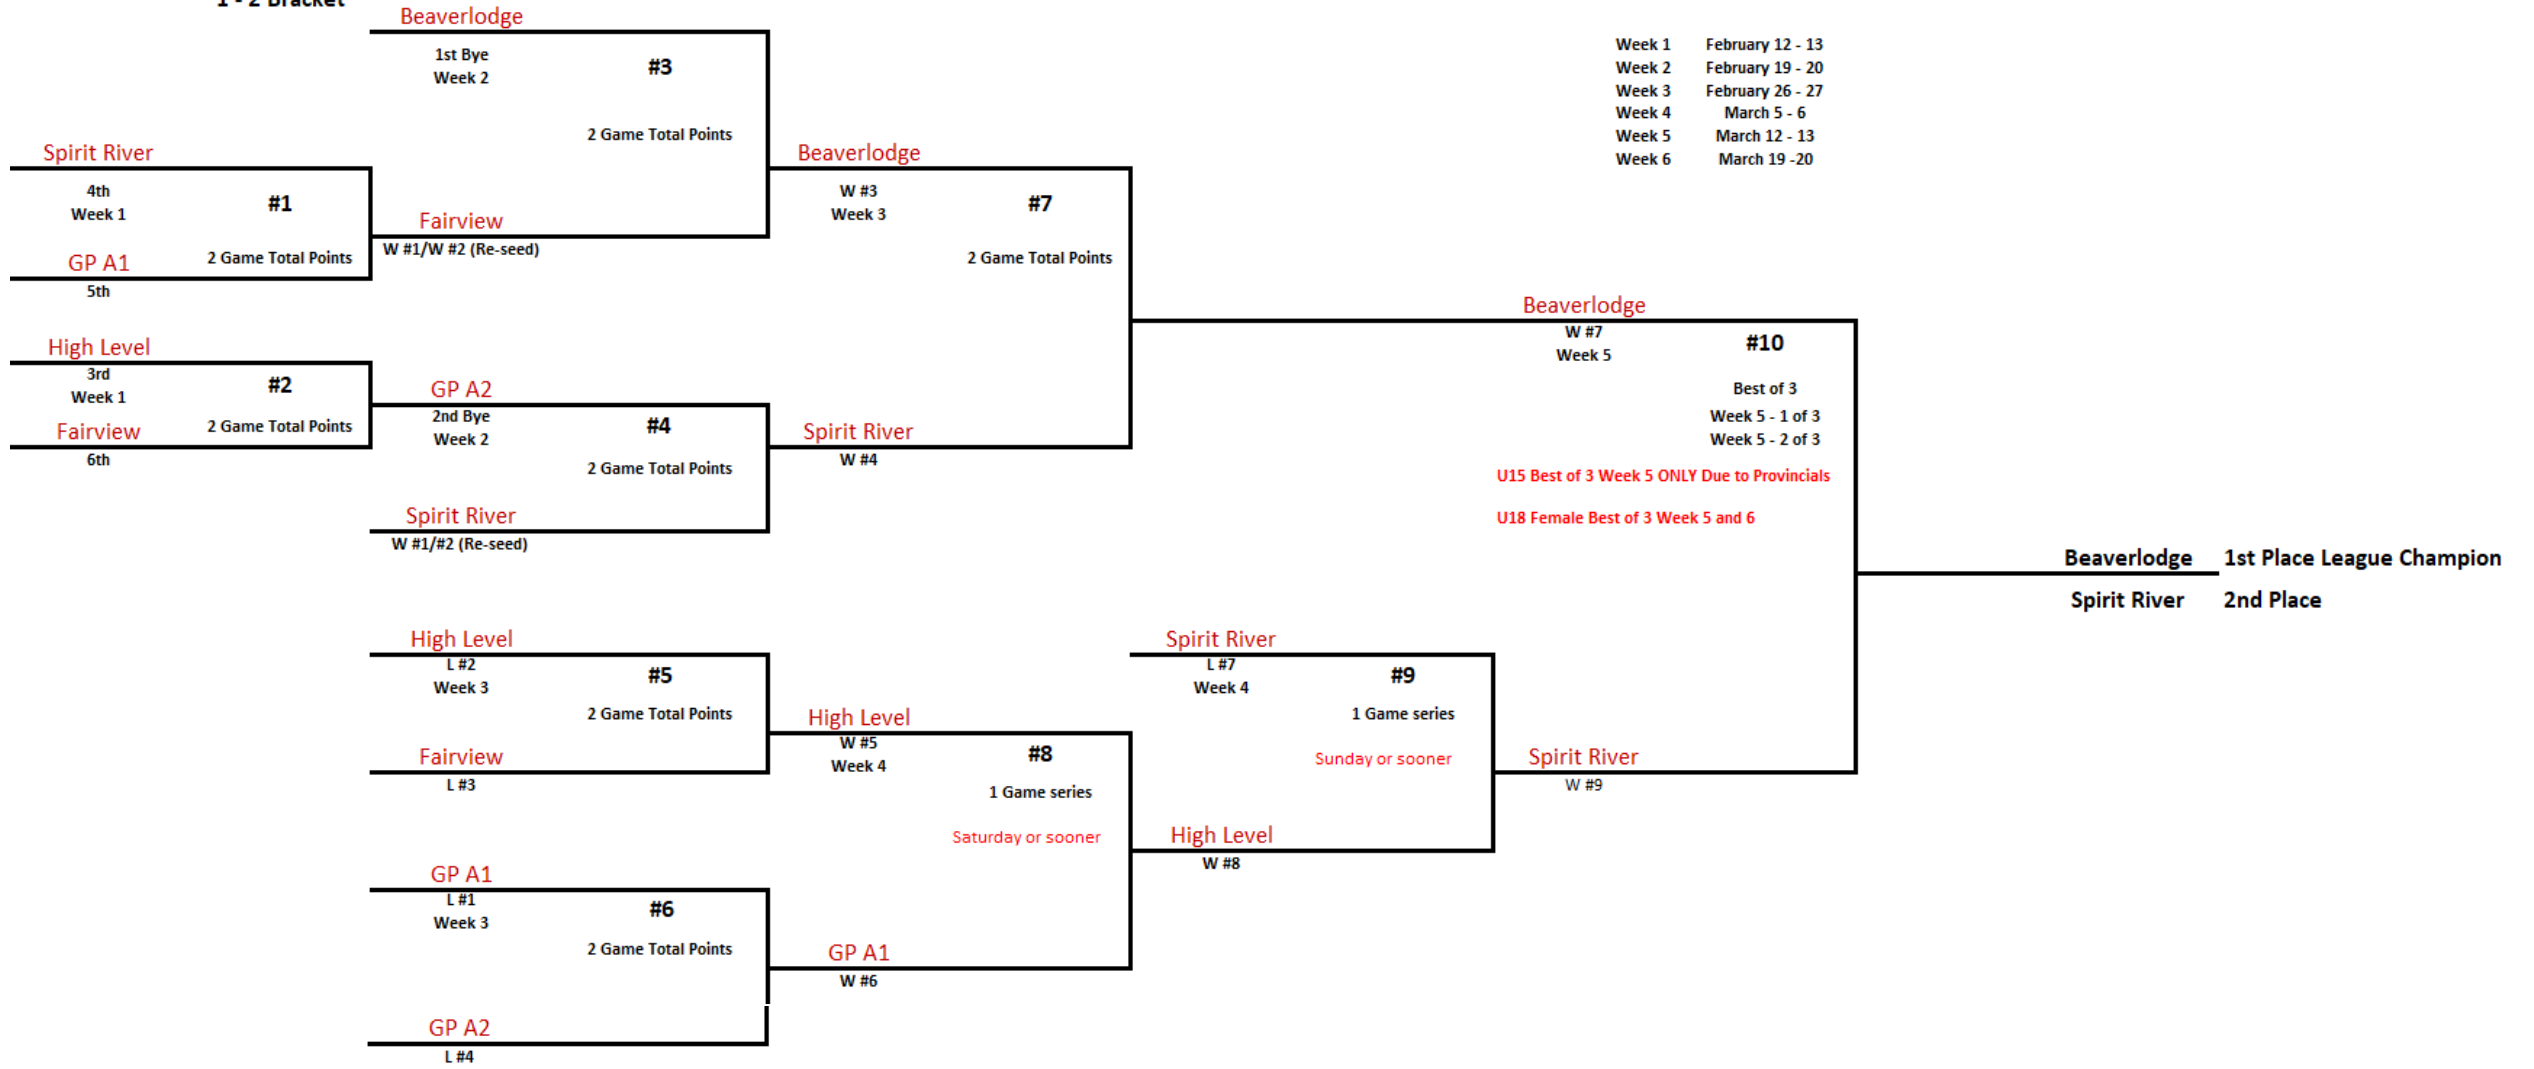 1 - 2 Bracket
Beaverlodge
1st Bye
Week 2
#3
2 Game Total Points
Week 1 February 12 - 13
Week 2 February 19 - 20
Week 3 February 26 - 27
Week 4 March 5 - 6
Week 5 March 12 - 13
Week 6 March 19 -20
Spirit River
4th
Week 1
#1
2 Game Total Points
GP A1
5th
Fairview
W #1/W #2 (Re-seed)
Beaverlodge
W #3
Week 3
#7
2 Game Total Points
High Level
3rd
Week 1
#2
2 Game Total Points
Fairview
6th
GP A2
2nd Bye
Week 2
#4
2 Game Total Points
Spirit River
W #1/#2 (Re-seed)
Spirit River
W #4
Beaverlodge
W #7
Week 5
#10
Best of 3
Week 5 - 1 of 3
Week 5 - 2 of 3
U15 Best of 3 Week 5 ONLY Due to Provincials
U18 Female Best of 3 Week 5 and 6
Beaverlodge 1st Place League Champion
Spirit River 2nd Place
High Level
L #2
Week 3
#5
2 Game Total Points
Fairview
L #3
High Level
W #5
Week 4
#8
1 Game series
Saturday or sooner
Spirit River
L #7
Week 4
#9
1 Game series
Sunday or sooner
Spirit River
W #9
High Level
W #8
GP A1
L #1
Week 3
#6
2 Game Total Points
GP A1
W #6
GP A2
L #4